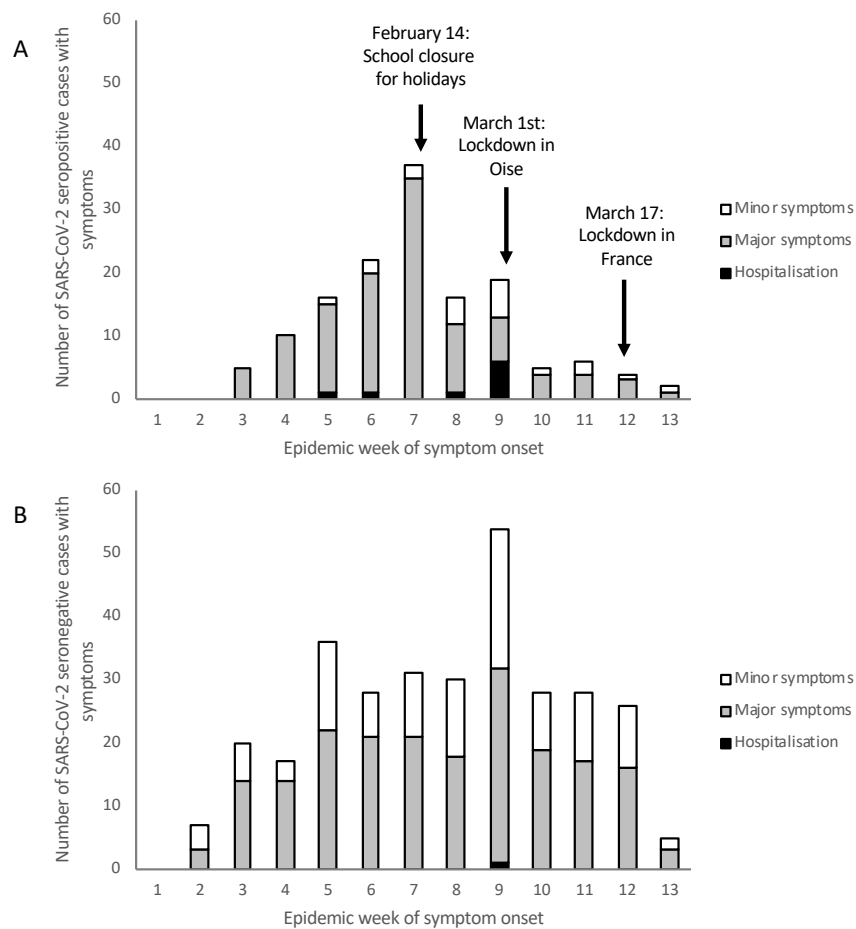 A
Number of SARS-CoV-2 seropositive cases with
symptoms
60
50
40
30
20
10
0
February 14:
School closure
for holidays
March 1st:
Lockdown in
Oise
March 17:
Lockdown in
France
Minor symptoms
Major symptoms
Hospitalisation
1 2 3 4 5 6 7 8 9 10 11 12 13
Epidemic week of symptom onset
B
Number of SARS-CoV-2 seronegative cases with
symptoms
60
50
40
30
20
10
0
Minor symptoms
Major symptoms
Hospitalisation
1 2 3 4 5 6 7 8 9 10 11 12 13
Epidemic week of symptom onset